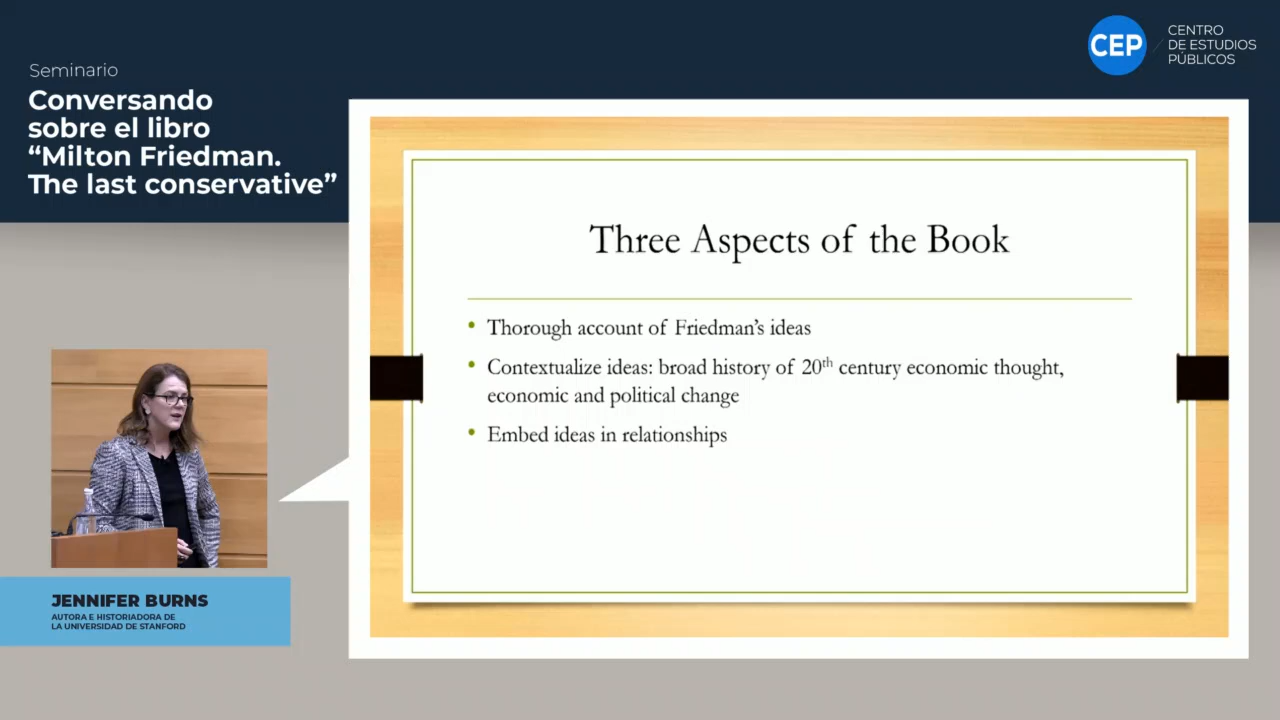 Seminario
Conversando
sobre el libro
“Milton Friedman.
The last conservative”
CEP
CENTRO
DE ESTUDIOS
PÚBLICOS
Three Aspects of the Book
• Thorough account of Friedman’s ideas
• Contextualize ideas: broad history of 20th century economic thought,
economic and political change
• Embed ideas in relationships
JENNIFER BURNS
AUTORA E HISTORIADORA DE
LA UNIVERSIDAD DE STANFORD